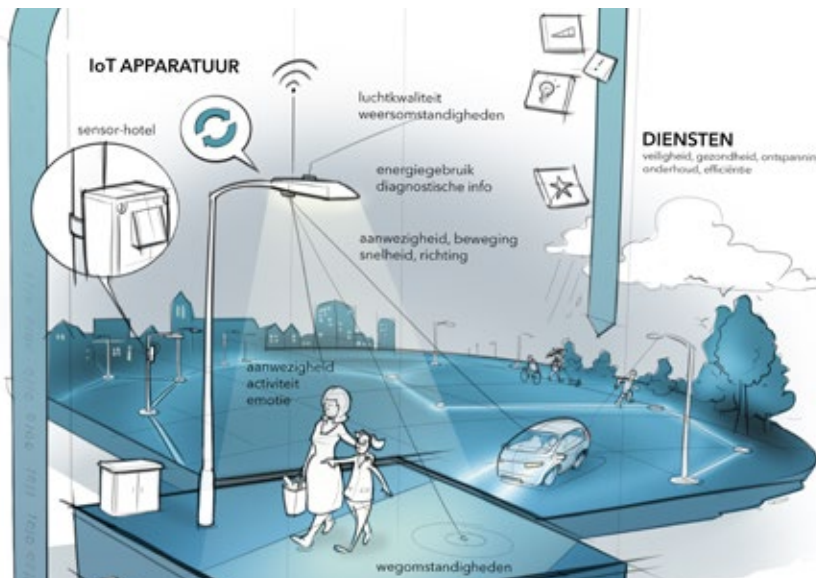 IoT APPARATUUR
sensor-hotel
luchtkwaliteit
weersomstandigheden
energiegebruik
diagnostische info
aanwezigheid, beweging
snelheid, richting
DIENSTEN
veiligheid, gezondheid, ontspannin
onderhoud, efficiëntie
aanwezigheid
activiteit
emotie
wegomstandigheden